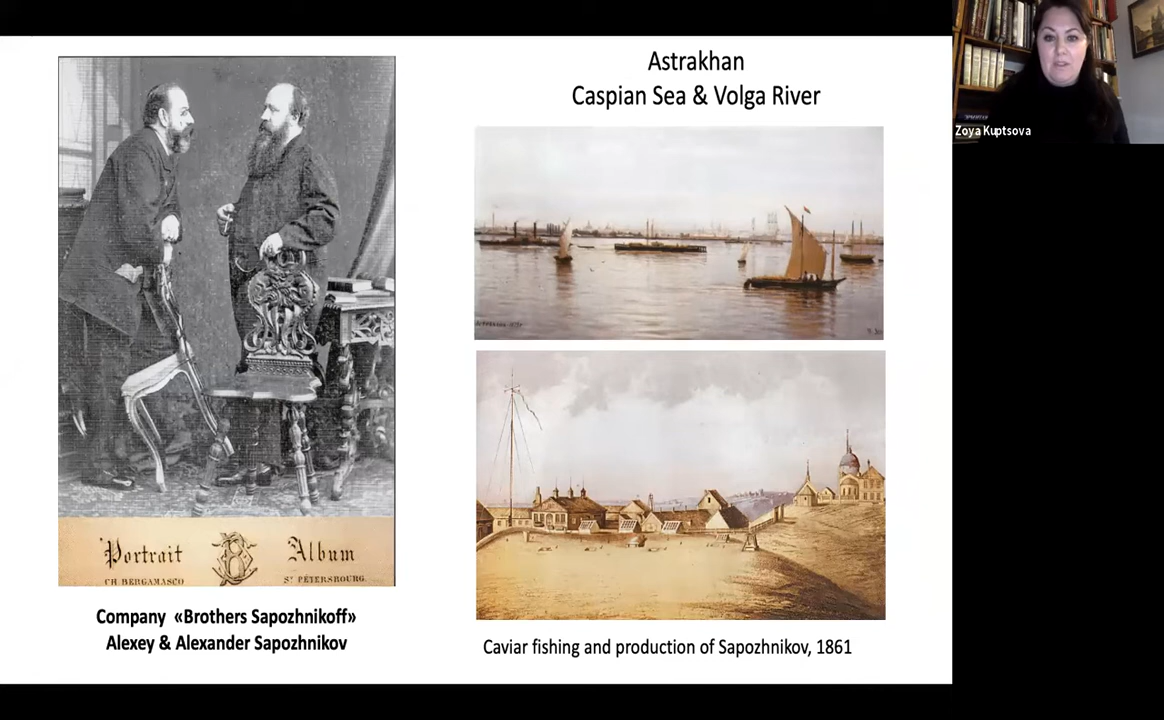 Astrakhan
Caspian Sea & Volga River
Zoya Kuptsova
Portrait
Album
CH BERGAMASCO
ST PÉTERSBOURG.
Company «Brothers Sapozhnikoff»
Alexey & Alexander Sapozhnikov
Caviar fishing and production of Sapozhnikov, 1861